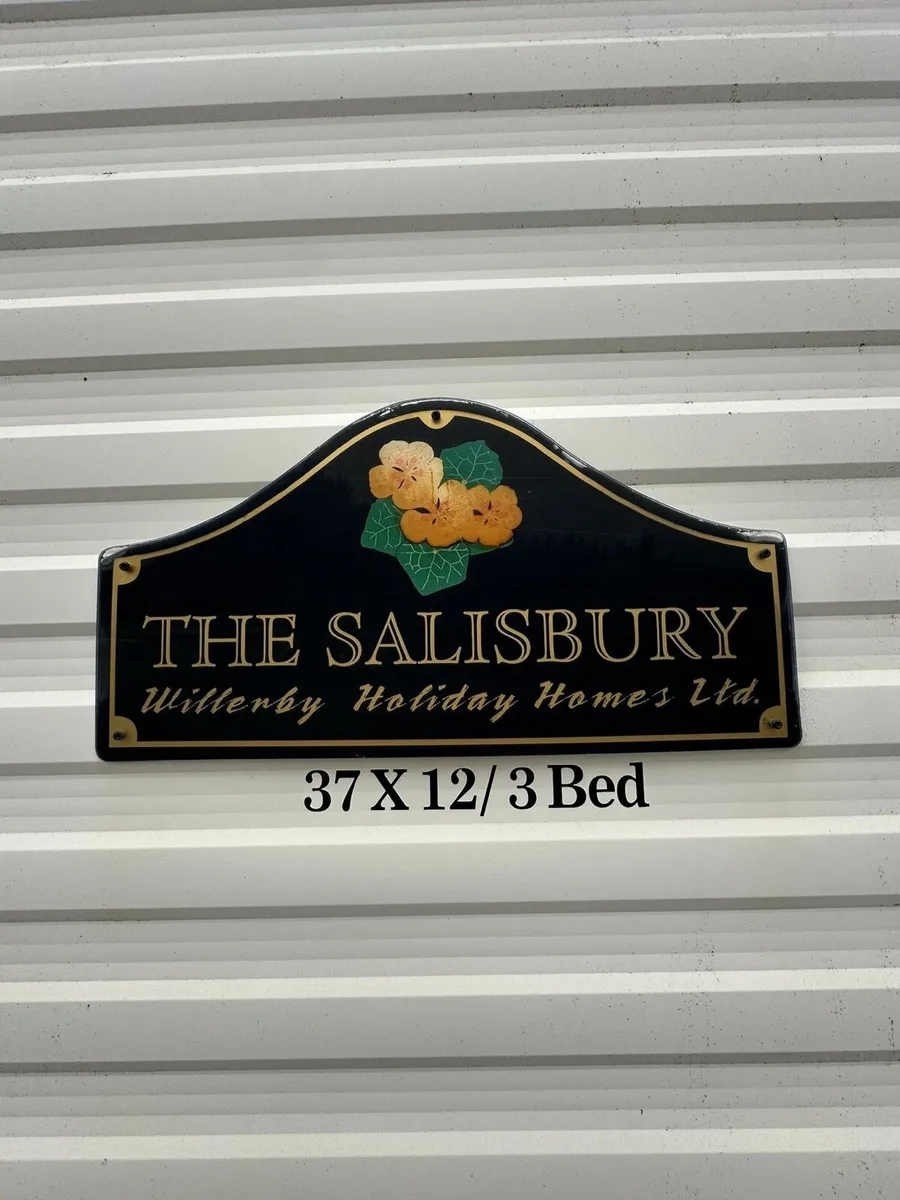 THE SALISBURY
Willerby Holiday Homes Ltd.
37 X 12/ 3 Bed